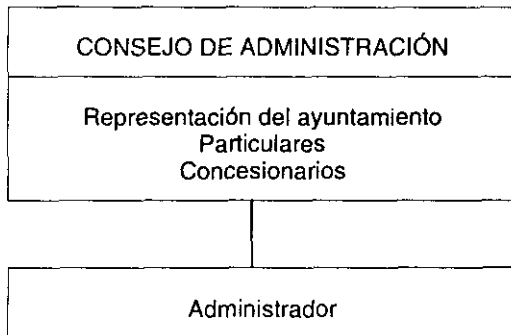 CONSEJO DE ADMINISTRACIÓN
Representación del ayuntamiento
Particulares
Concesionarios
Administrador